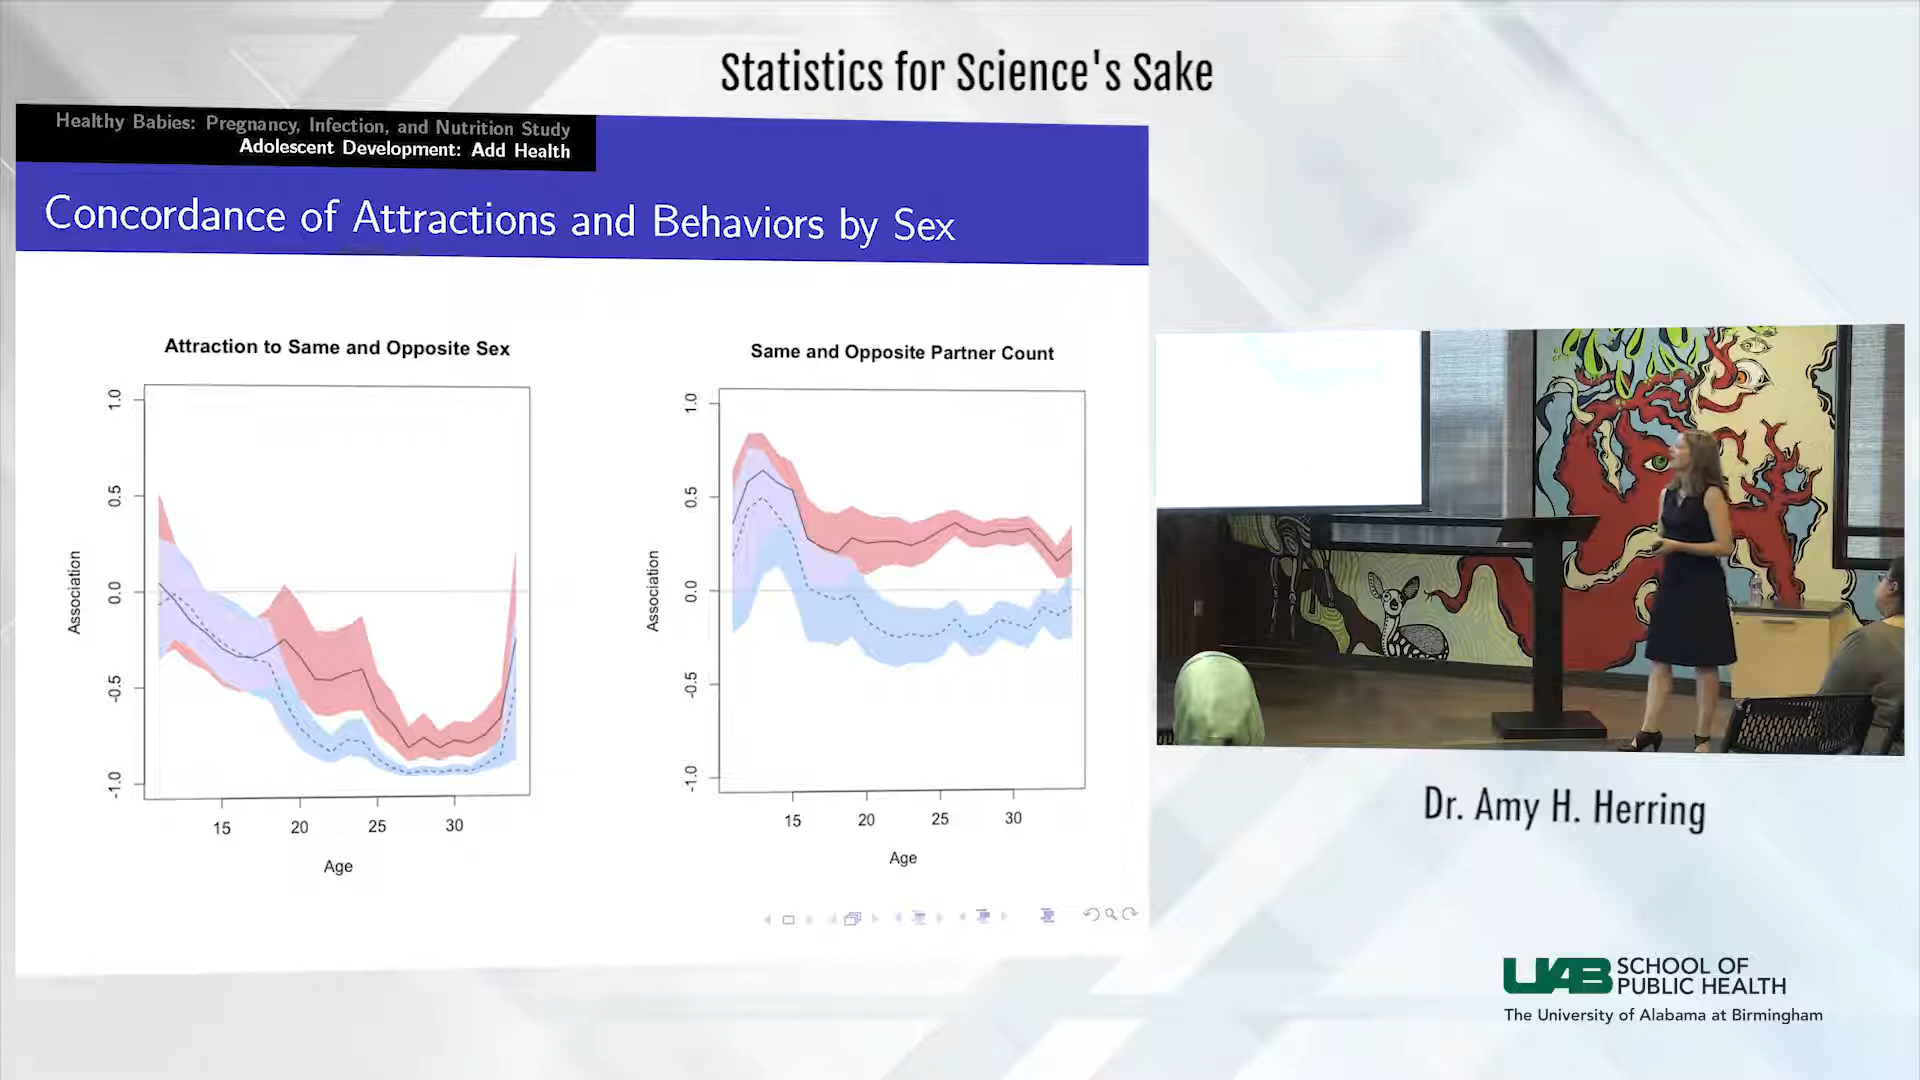 Statistics for Science's Sake
Healthy Babies: Pregnancy, Infection, and Nutrition Study
Adolescent Development: Add Health
Concordance of Attractions and Behaviors by Sex
Attraction to Same and Opposite Sex
1.0
0.5
0.0
-0.5
-1.0
Association
15 20 25 30
Age
Same and Opposite Partner Count
1.0
0.5
0.0
-0.5
-1.0
Association
15 20 25 30
Age
Dr. Amy H. Herring
UAB SCHOOL OF
PUBLIC HEALTH
The University of Alabama at Birmingham